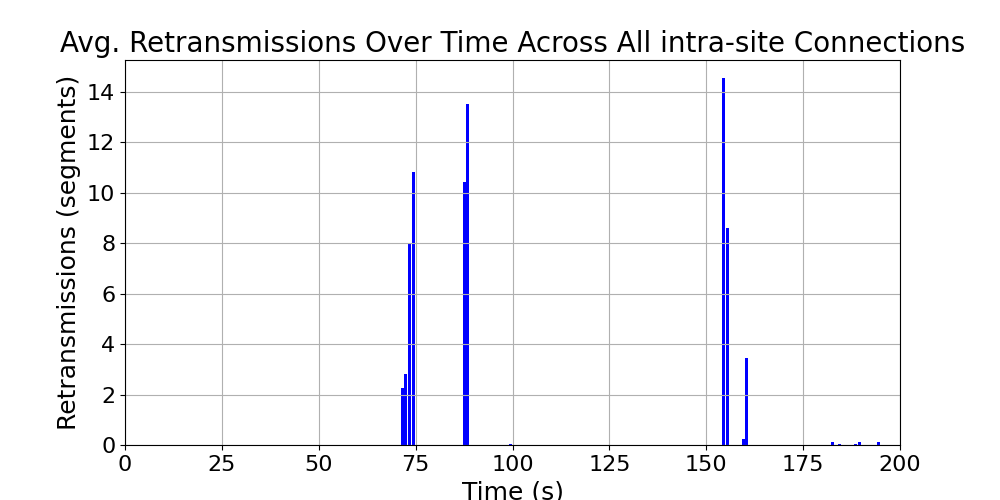 Avg. Retransmissions Over Time Across All intra-site Connections
Retransmissions (segments)
14
12
10
8
6
4
2
0
0 25 50 75 100 125 150 175 200
Time (s)